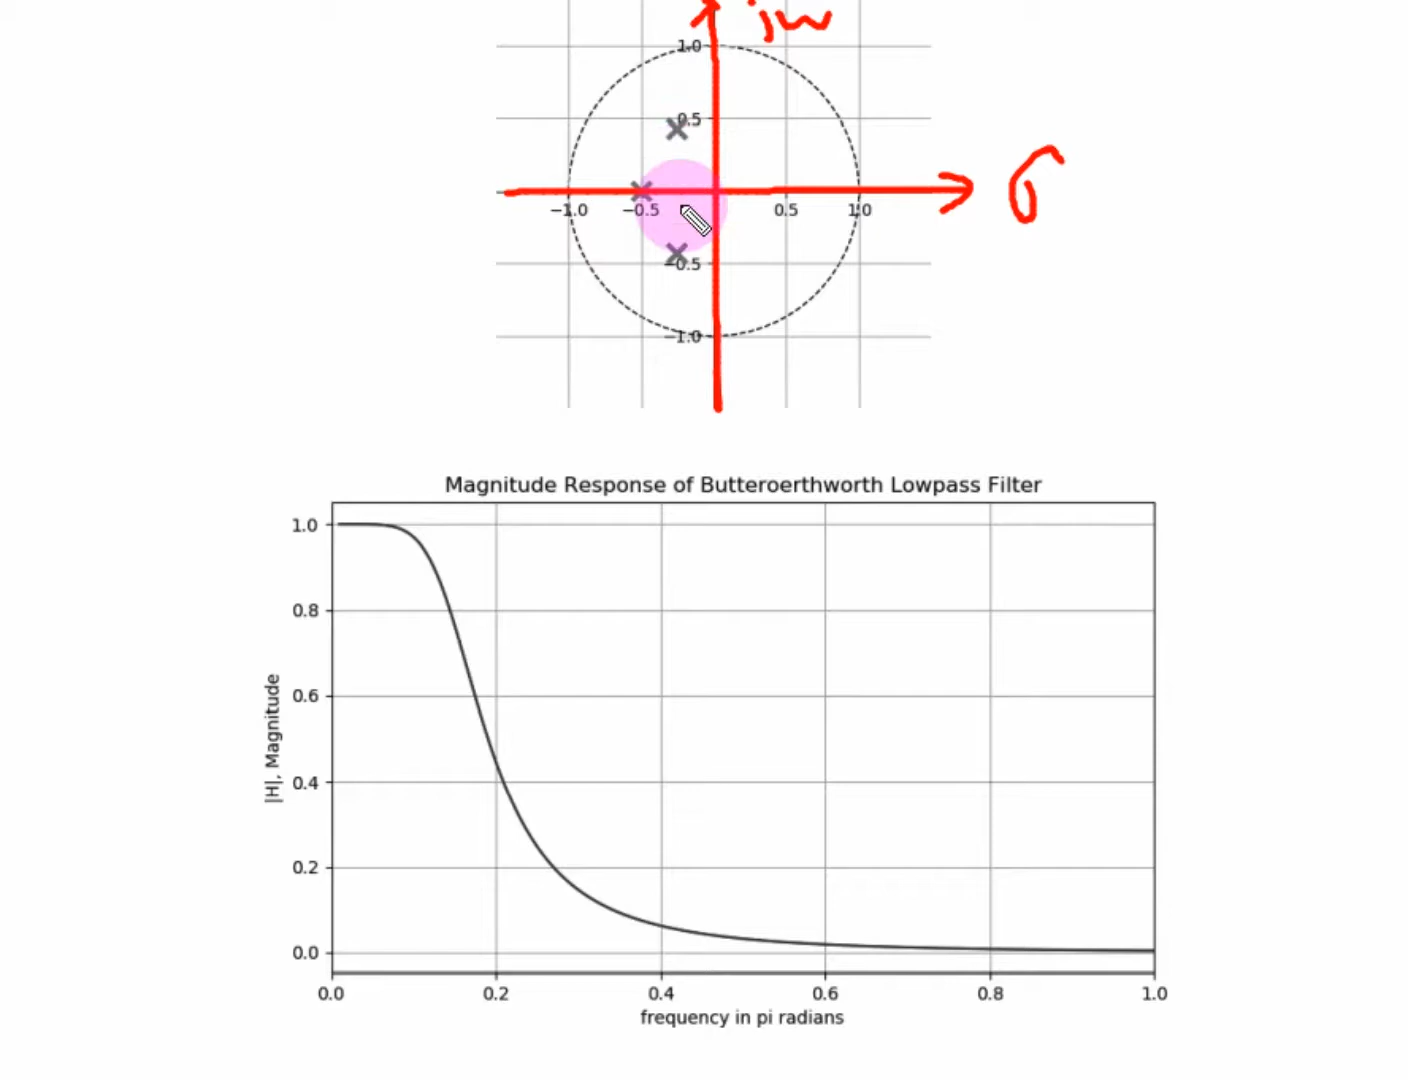 jω
1.0
0.5
σ
−1.0 −0.5 0.5 1.0
−0.5
−1.0
Magnitude Response of Butteroerthworth Lowpass Filter
1.0
0.8
0.6
0.4
0.2
0.0
|H|, Magnitude
0.0 0.2 0.4 0.6 0.8 1.0
frequency in pi radians